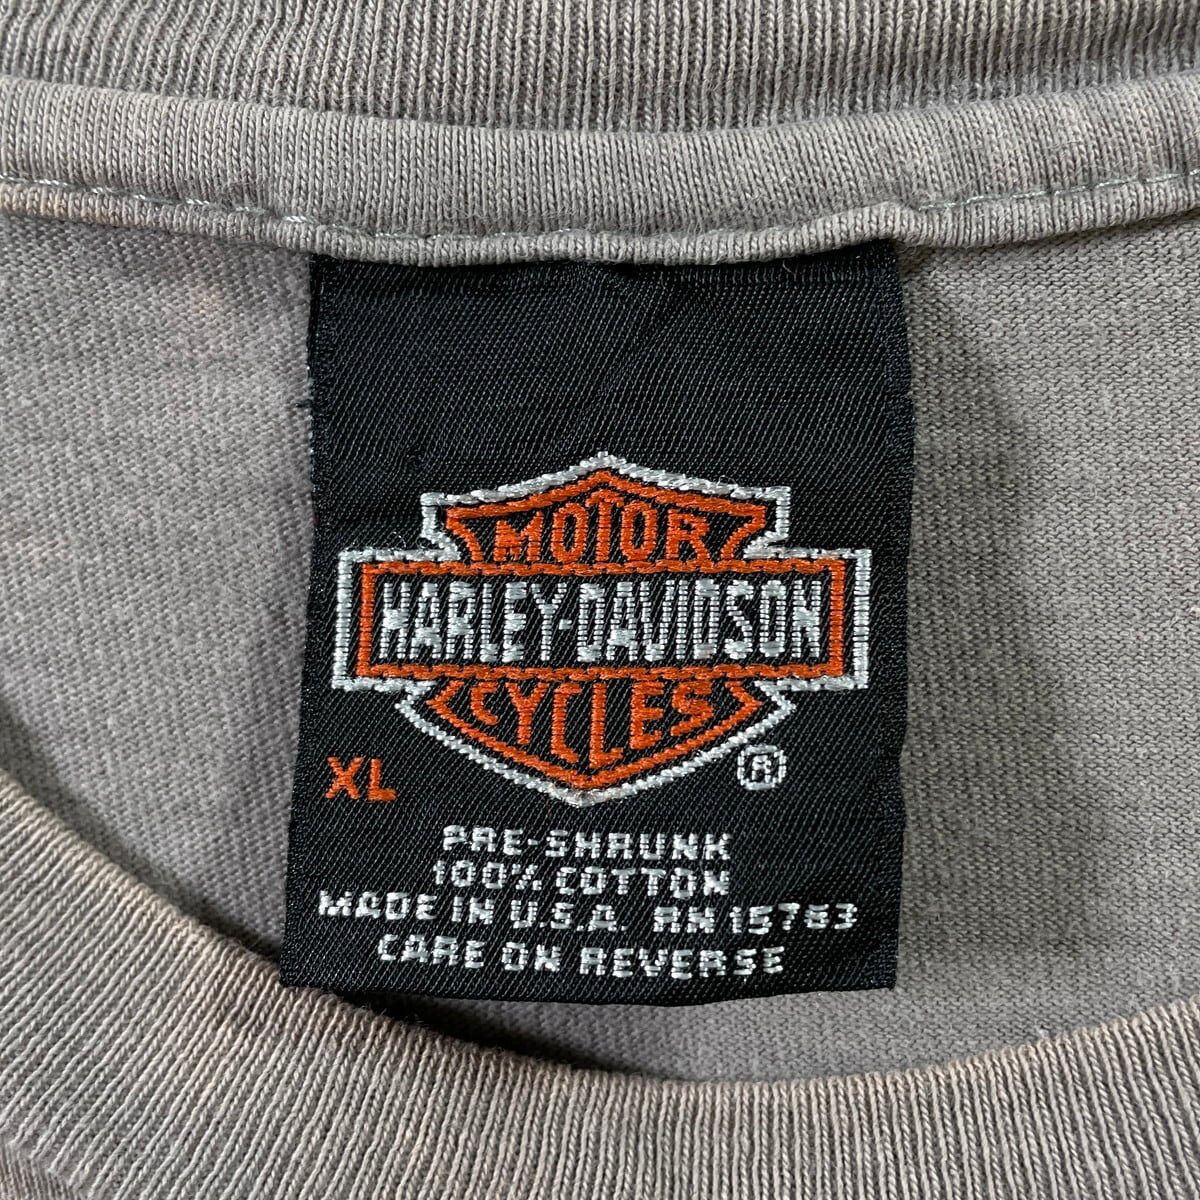 MOTOR
HARLEY-DAVIDSON
CYCLES
®
XL
PRE-SHRUNK
100% COTTON
MADE IN U.S.A. RN 15763
CARE ON REVERSE